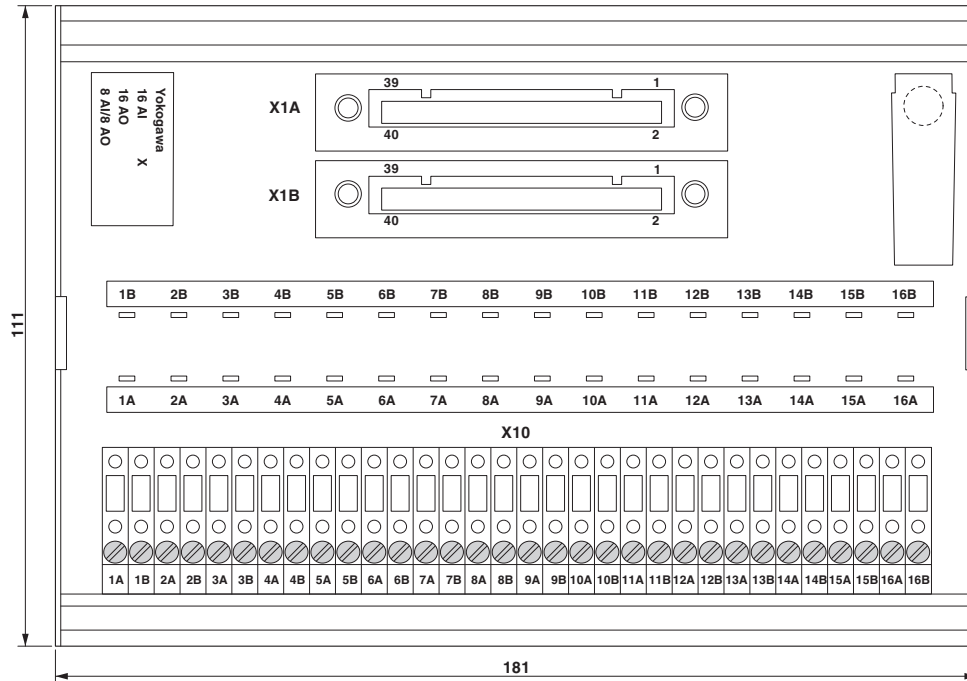 111
Yokogawa
16 AI X
16 AO
8 AI/8 AO
X1A
39 1
40 2
X1B
39 1
40 2
1B 2B 3B 4B 5B 6B 7B 8B 9B 10B 11B 12B 13B 14B 15B 16B
1A 2A 3A 4A 5A 6A 7A 8A 9A 10A 11A 12A 13A 14A 15A 16A
X10
1A 1B 2A 2B 3A 3B 4A 4B 5A 5B 6A 6B 7A 7B 8A 8B 9A 9B 10A 10B 11A 11B 12A 12B 13A 13B 14A 14B 15A 15B 16A 16B
181